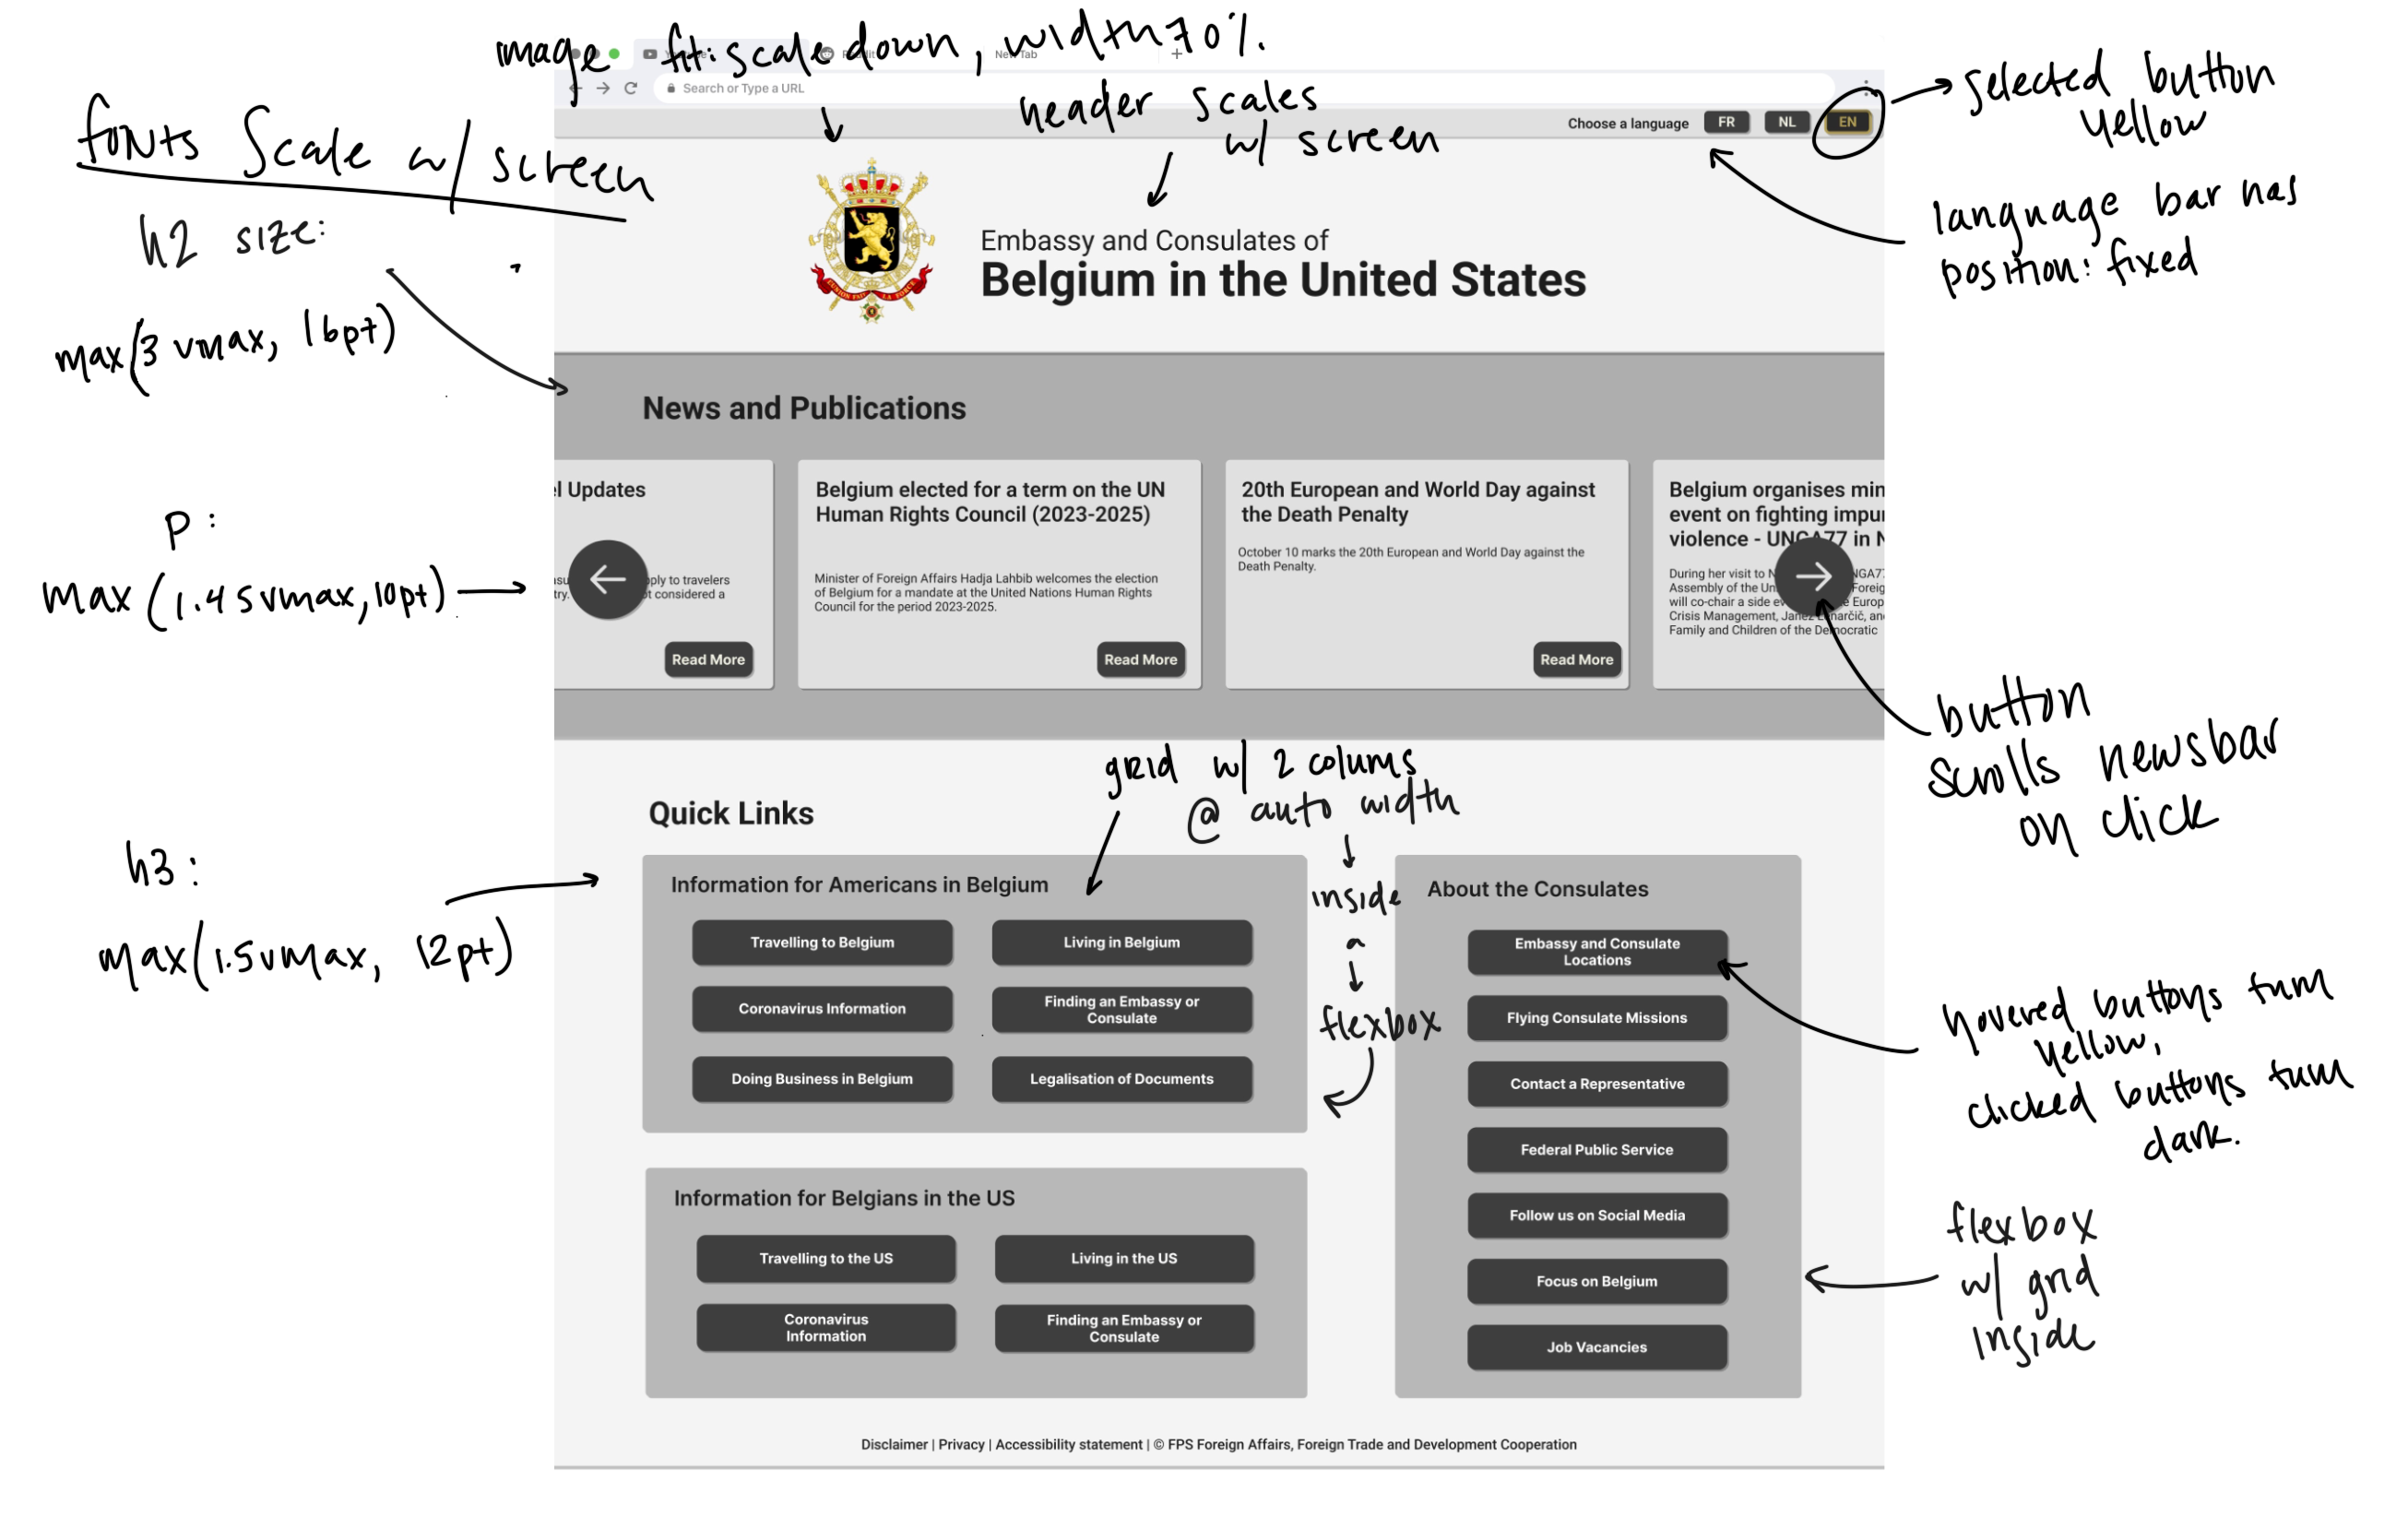 image fit: scale down, width 70%.
New Tab
Search or Type a URL
header scales
w/ screen
Choose a language FR NL EN
selected button
yellow
language bar has
position: fixed
fonts Scale w/ screen
h2 size:
max(3 vmax, 16pt)
Embassy and Consulates of
Belgium in the United States
News and Publications
p:
max (1.45vmax, 10pt)
l Updates
ply to travelers
try.
t considered a
Read More
Belgium elected for a term on the UN
Human Rights Council (2023-2025)
Minister of Foreign Affairs Hadja Lahbib welcomes the election
of Belgium for a mandate at the United Nations Human Rights
Council for the period 2023-2025.
Read More
20th European and World Day against
the Death Penalty
October 10 marks the 20th European and World Day against the
Death Penalty.
Read More
Belgium organises min
event on fighting impu
violence - UNGA77 in N
During her visit to N NGA7
Assembly of the Un Foreig
will co-chair a side ev e Europ
Crisis Management, Janez Lenarčič, an
Family and Children of the Democratic
button
scrolls newsbar
on click
grid w/ 2 colums
@ auto width
inside
a
flexbox
Quick Links
h3:
max(1.5vmax, 12pt)
Information for Americans in Belgium
Travelling to Belgium
Living in Belgium
Coronavirus Information
Finding an Embassy or
Consulate
Doing Business in Belgium
Legalisation of Documents
Information for Belgians in the US
Travelling to the US
Living in the US
Coronavirus
Information
Finding an Embassy or
Consulate
About the Consulates
Embassy and Consulate
Locations
Flying Consulate Missions
Contact a Representative
Federal Public Service
Follow us on Social Media
Focus on Belgium
Job Vacancies
hovered buttons turn
yellow,
clicked buttons turn
dark.
flexbox
w/ grid
inside
Disclaimer | Privacy | Accessibility statement | © FPS Foreign Affairs, Foreign Trade and Development Cooperation